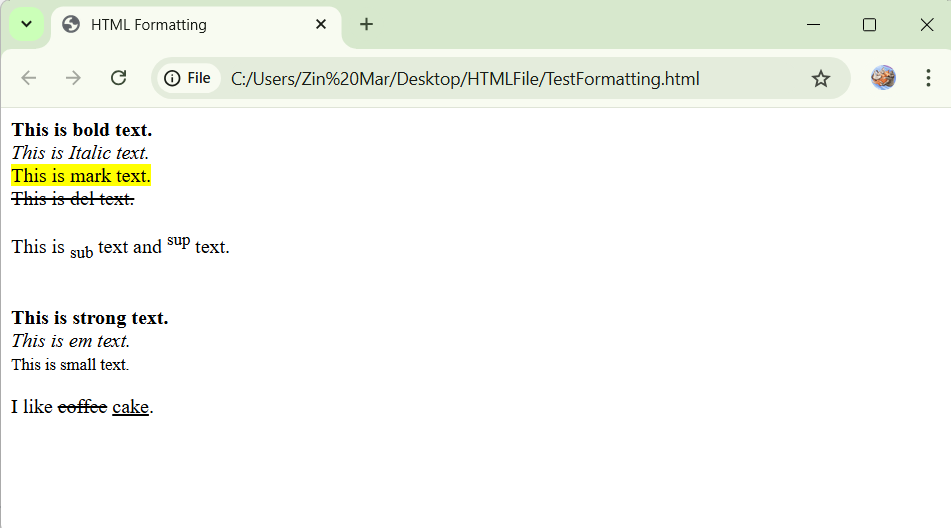 HTML Formatting
File C:/Users/Zin%20Mar/Desktop/HTMLFile/TestFormatting.html
This is bold text.
This is Italic text.
This is mark text.
This is del text.
This is sub text and sup text.
This is strong text.
This is em text.
This is small text.
I like coffee cake.